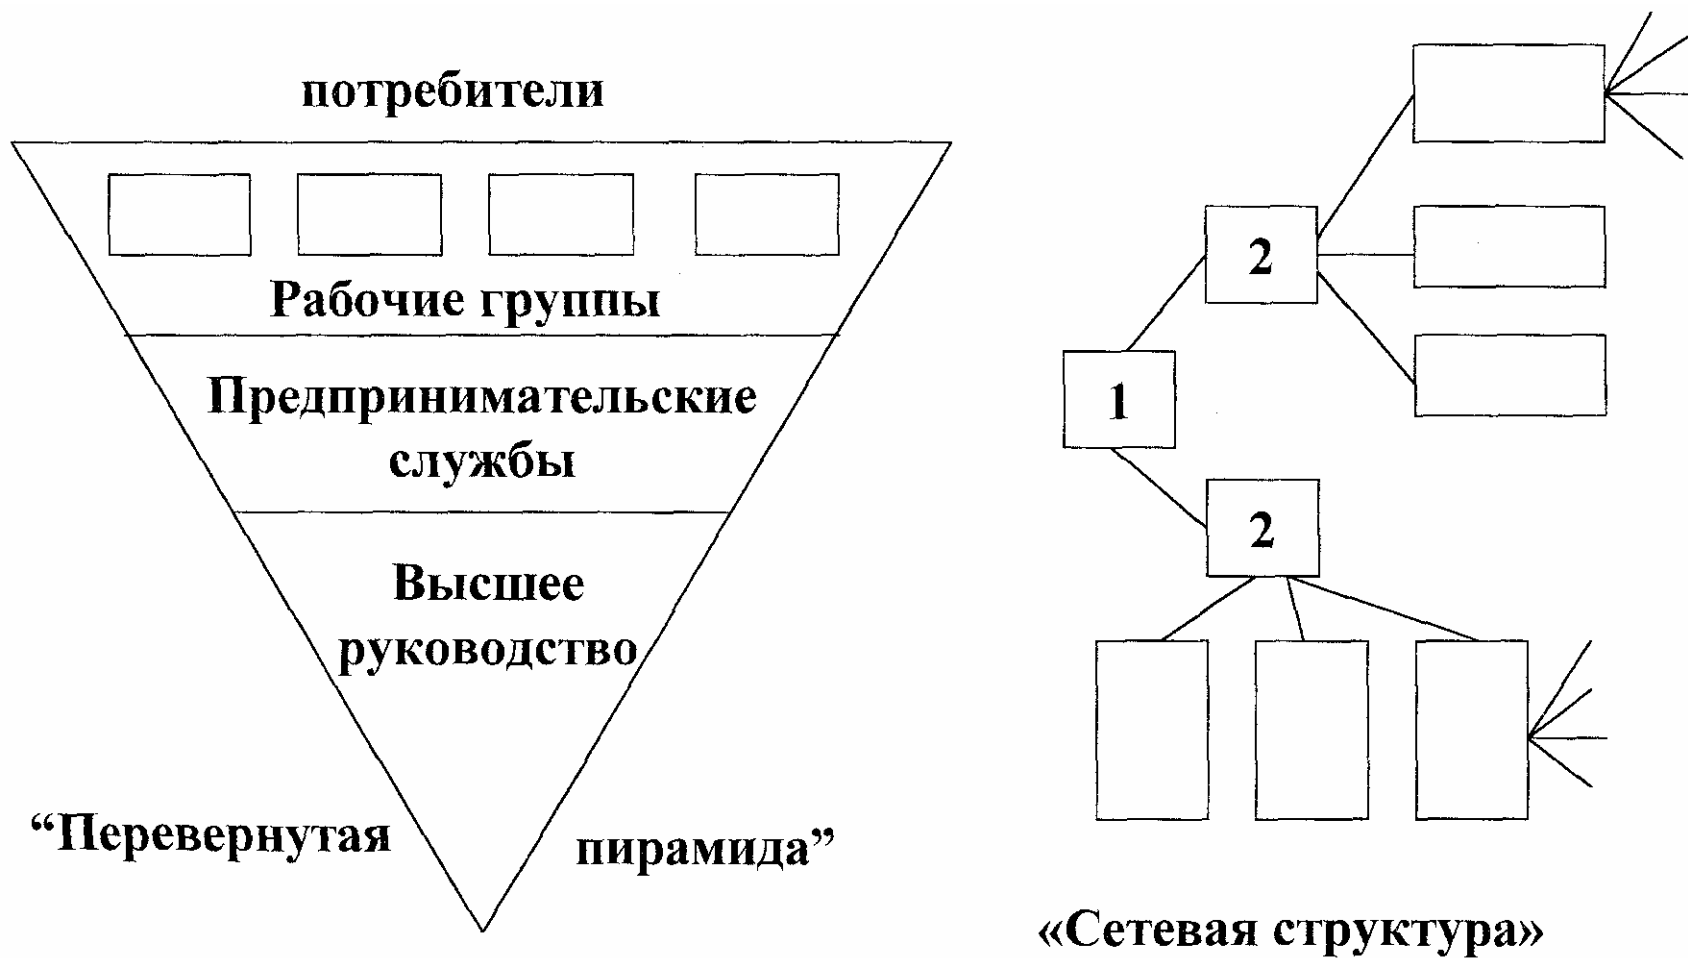 потребители
Рабочие группы
Предпринимательские
службы
Высшее
руководство
“Перевернутая
пирамида”
2
1
2
«Сетевая структура»